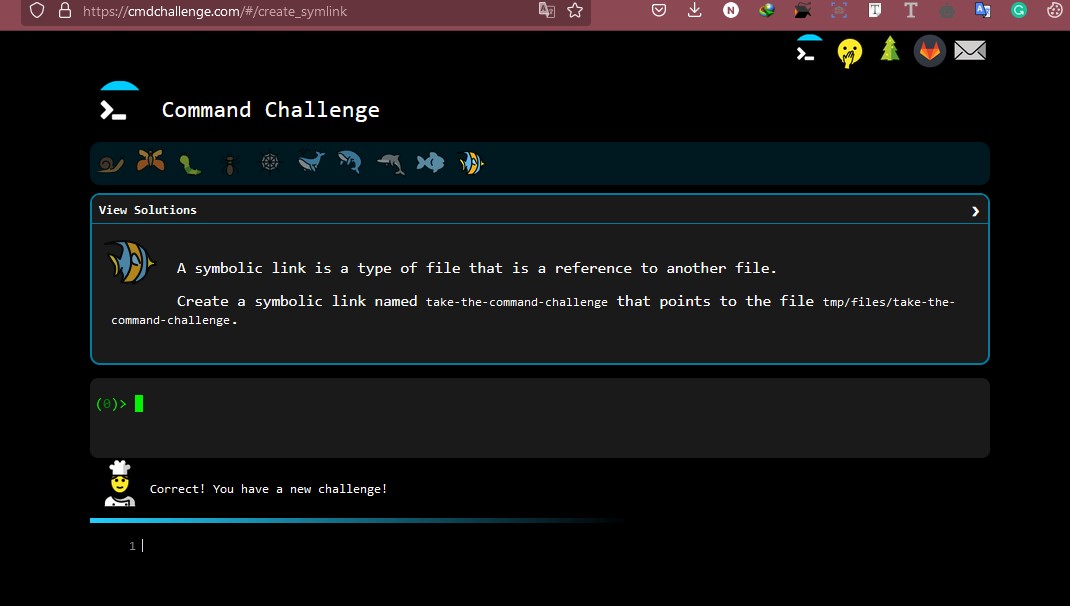 https://cmdchallenge.com/#/create_symlink
Command Challenge
View Solutions
A symbolic link is a type of file that is a reference to another file.
Create a symbolic link named take-the-command-challenge that points to the file tmp/files/take-the-
command-challenge.
(0)>
Correct! You have a new challenge!
1